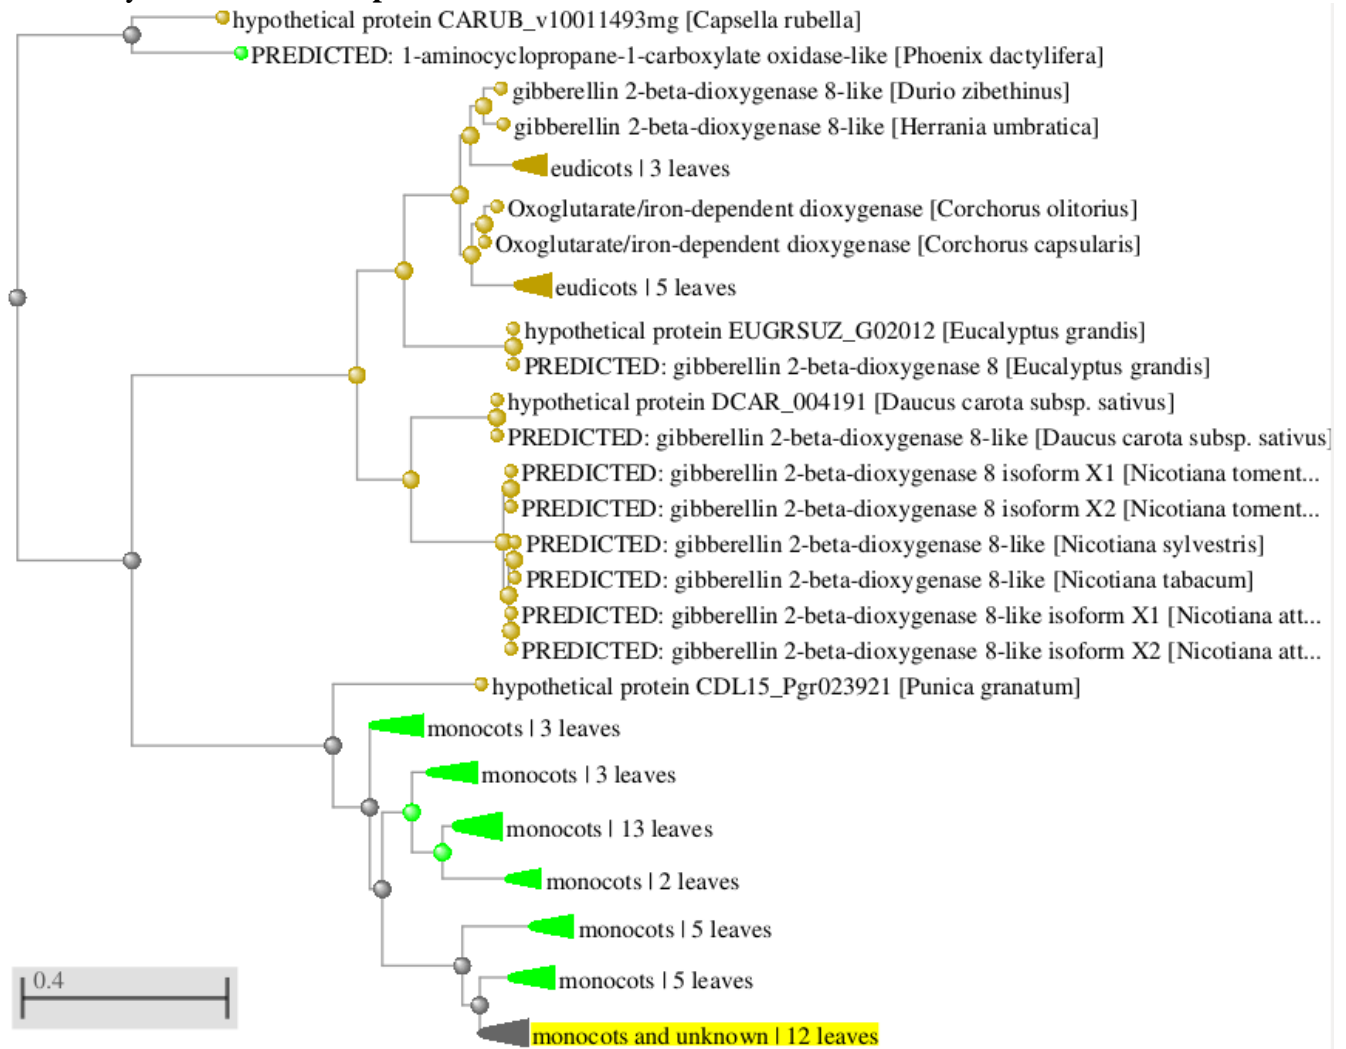 hypothetical protein CARUB_v10011493mg [Capsella rubella]
PREDICTED: 1-aminocyclopropane-1-carboxylate oxidase-like [Phoenix dactylifera]
gibberellin 2-beta-dioxygenase 8-like [Durio zibethinus]
gibberellin 2-beta-dioxygenase 8-like [Herrania umbratica]
eudicots | 3 leaves
Oxoglutarate/iron-dependent dioxygenase [Corchorus olitorius]
Oxoglutarate/iron-dependent dioxygenase [Corchorus capsularis]
eudicots | 5 leaves
hypothetical protein EUGRSUZ_G02012 [Eucalyptus grandis]
PREDICTED: gibberellin 2-beta-dioxygenase 8 [Eucalyptus grandis]
hypothetical protein DCAR_004191 [Daucus carota subsp. sativus]
PREDICTED: gibberellin 2-beta-dioxygenase 8-like [Daucus carota subsp. sativus]
PREDICTED: gibberellin 2-beta-dioxygenase 8 isoform X1 [Nicotiana toment...
PREDICTED: gibberellin 2-beta-dioxygenase 8 isoform X2 [Nicotiana toment...
PREDICTED: gibberellin 2-beta-dioxygenase 8-like [Nicotiana sylvestris]
PREDICTED: gibberellin 2-beta-dioxygenase 8-like [Nicotiana tabacum]
PREDICTED: gibberellin 2-beta-dioxygenase 8-like isoform X1 [Nicotiana att...
PREDICTED: gibberellin 2-beta-dioxygenase 8-like isoform X2 [Nicotiana att...
hypothetical protein CDL15_Pgr023921 [Punica granatum]
monocots | 3 leaves
monocots | 3 leaves
monocots | 13 leaves
monocots | 2 leaves
monocots | 5 leaves
monocots | 5 leaves
monocots and unknown | 12 leaves
0.4